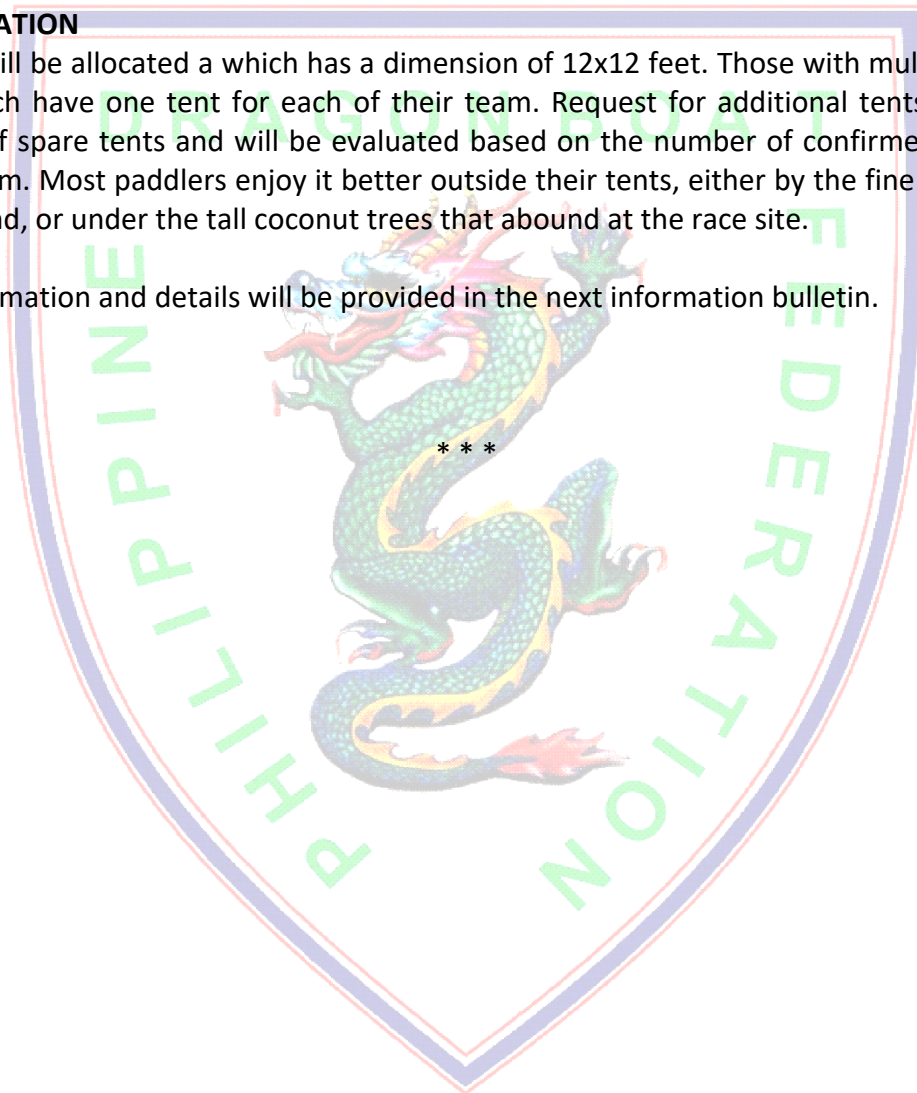 ATION
ill be allocated a which has a dimension of 12x12 feet. Those with mul
ch have one tent for each of their team. Request for additional tents
f spare tents and will be evaluated based on the number of confirme
m. Most paddlers enjoy it better outside their tents, either by the fine
nd, or under the tall coconut trees that abound at the race site.
rmation and details will be provided in the next information bulletin.
* * *
PHILIPPINE
DRAGON BOAT
FEDERATION